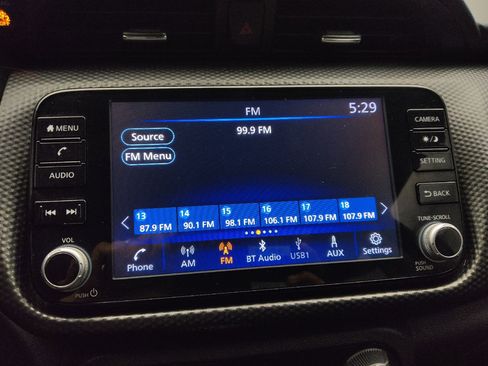 FM
5:29
99.9 FM
Source
FM Menu
13 14 15 16 17 18
87.9 FM 90.1 FM 98.1 FM 106.1 FM 107.9 FM 107.9 FM
Phone AM FM BT Audio USB1 AUX Settings
MENU
AUDIO
VOL
PUSH
CAMERA
SETTING
BACK
TUNE·SCROLL
PUSH
SOUND